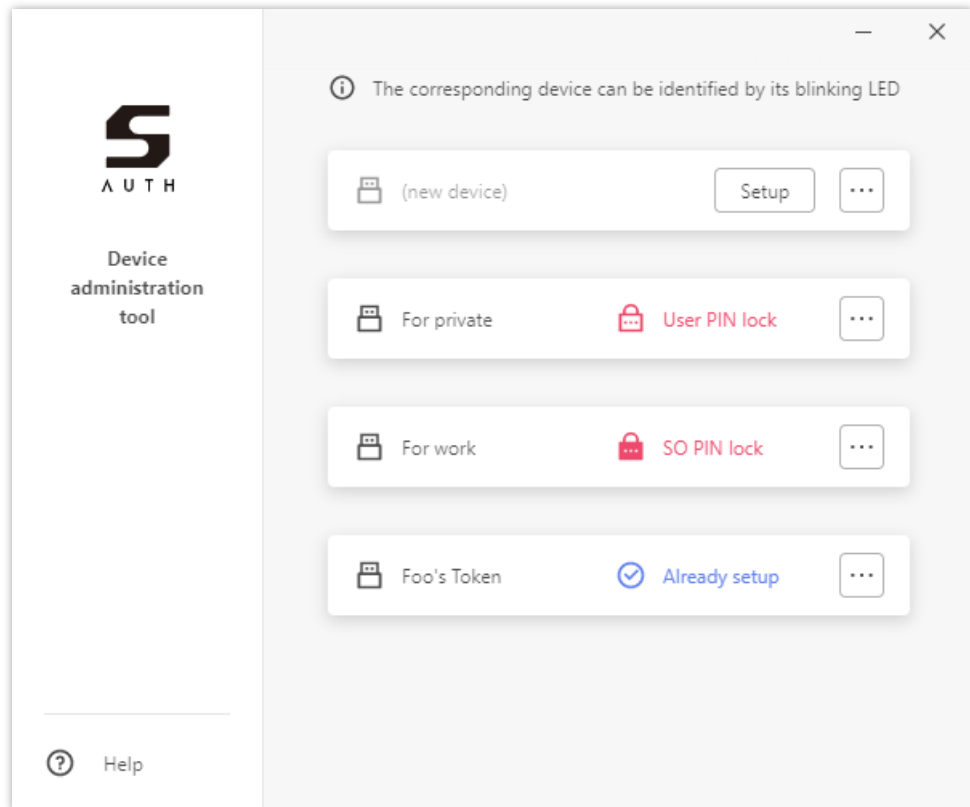 The corresponding device can be identified by its blinking LED
S
AUTH
Device
administration
tool
(new device) Setup ...
For private User PIN lock ...
For work SO PIN lock ...
Foo's Token Already setup ...
Help